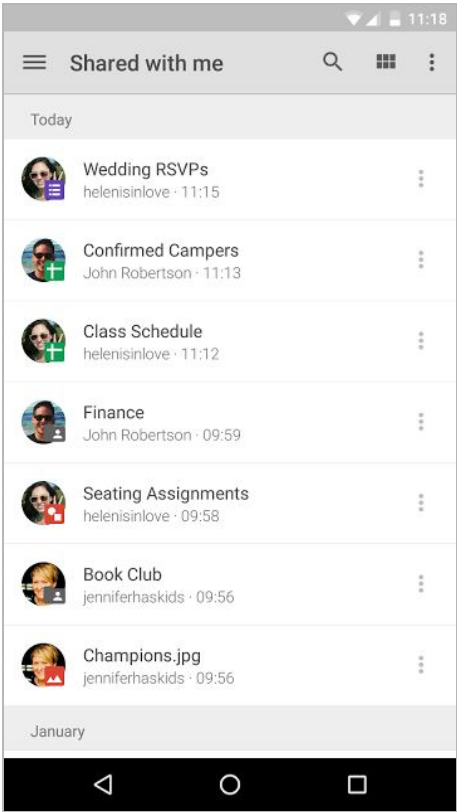 11:18
Shared with me
Today
Wedding RSVPs
helenisinlove · 11:15
Confirmed Campers
John Robertson · 11:13
Class Schedule
helenisinlove · 11:12
Finance
John Robertson · 09:59
Seating Assignments
helenisinlove · 09:58
Book Club
jenniferhaskids · 09:56
Champions.jpg
jenniferhaskids · 09:56
January